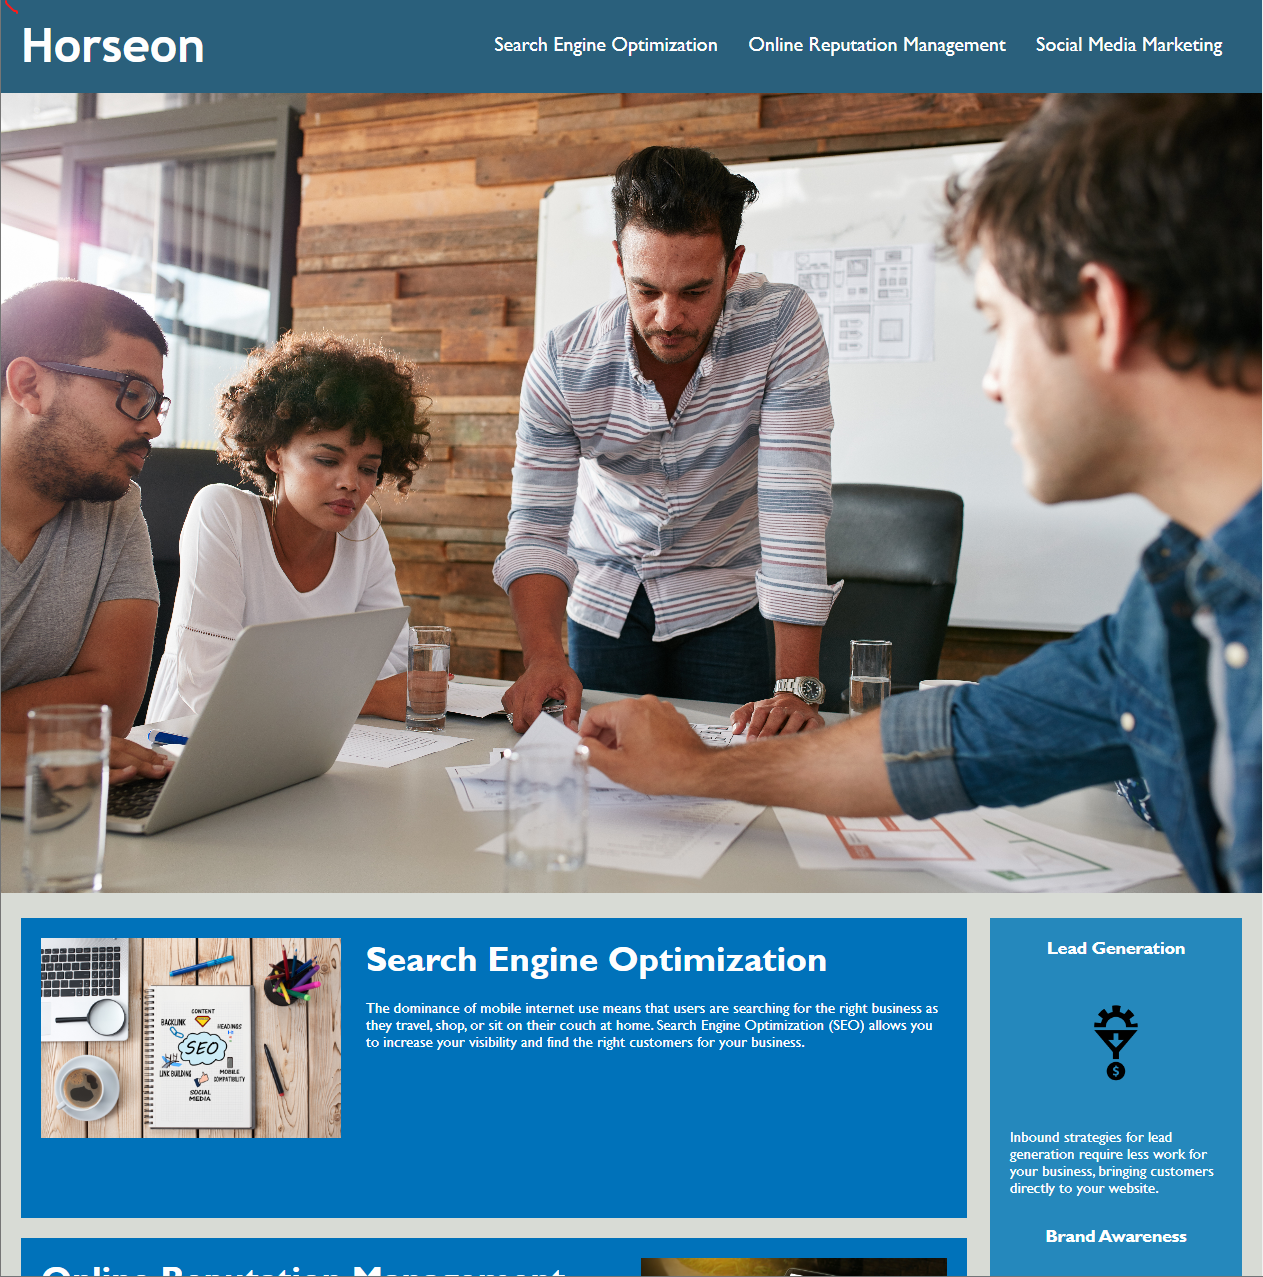 Horseon
Search Engine Optimization
Online Reputation Management
Social Media Marketing
Search Engine Optimization
The dominance of mobile internet use means that users are searching for the right business as
they travel, shop, or sit on their couch at home. Search Engine Optimization (SEO) allows you
to increase your visibility and find the right customers for your business.
CONTENT
BACKLINK
HEADINGS
SEO
LINK BUILDING
MOBILE
COMPATIBILITY
SOCIAL
MEDIA
Lead Generation
$
Inbound strategies for lead
generation require less work for
your business, bringing customers
directly to your website.
Brand Awareness
Online Reputation Management